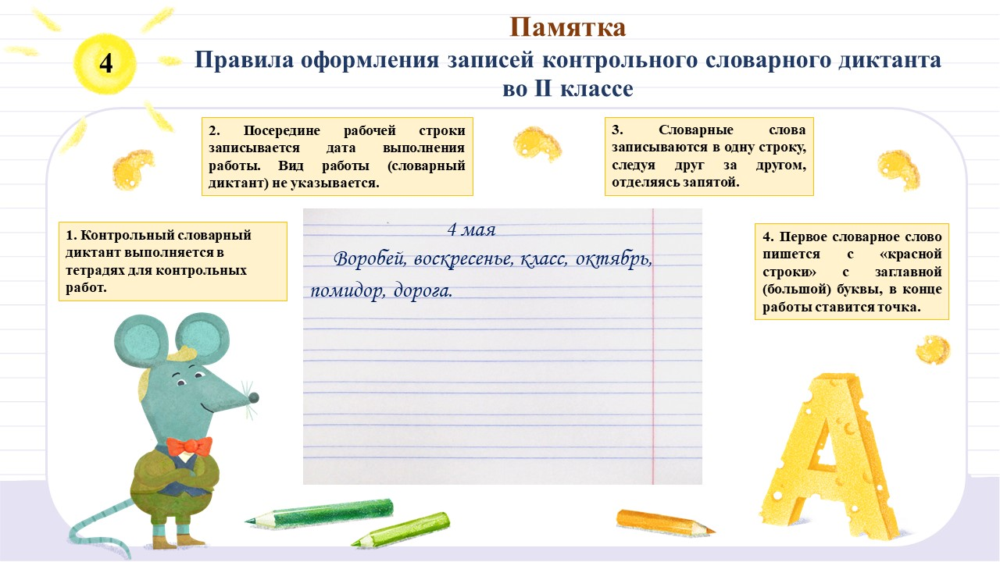 Памятка
4
Правила оформления записей контрольного словарного диктанта
во II классе
2. Посередине рабочей строки
записывается дата выполнения
работы. Вид работы (словарный
диктант) не указывается.
3. Словарные слова
записываются в одну строку,
следуя друг за другом,
отделяясь запятой.
1. Контрольный словарный
диктант выполняется в
тетрадях для контрольных
работ.
4 мая
Воробей, воскресенье, класс, октябрь,
помидор, дорога.
4. Первое словарное слово
пишется с «красной
строки» с заглавной
(большой) буквы, в конце
работы ставится точка.
А